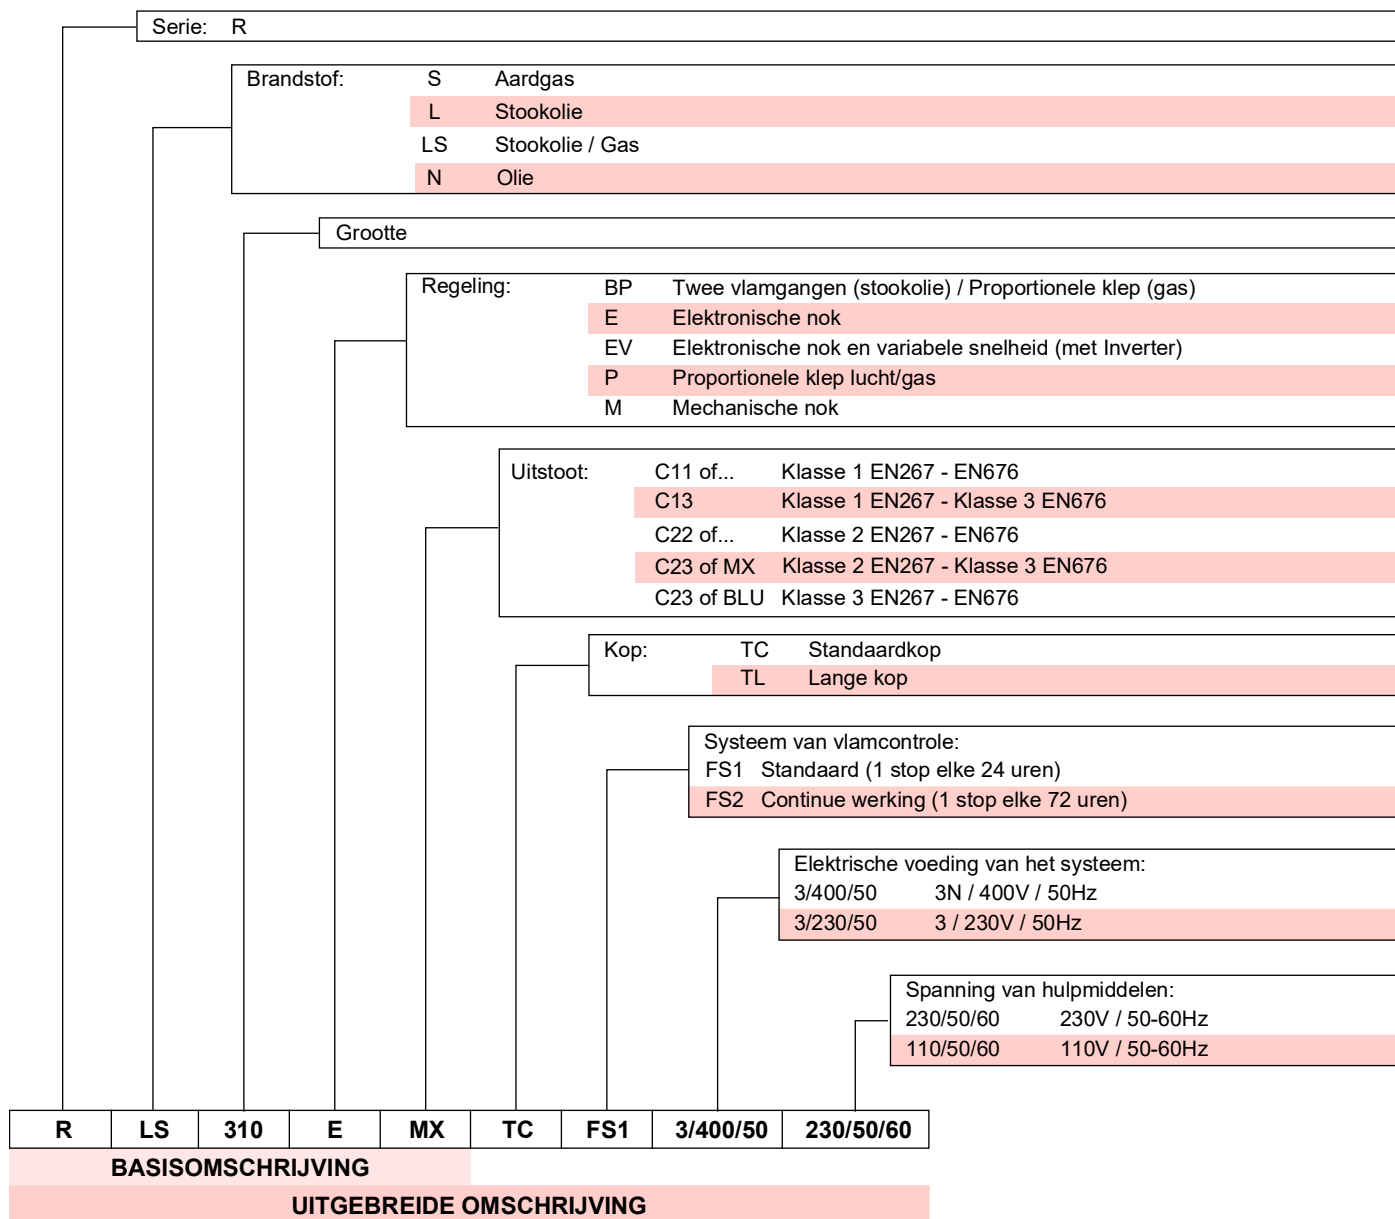 Serie: R
Brandstof: S Aardgas
L Stookolie
LS Stookolie / Gas
N Olie
Grootte
Regeling: BP Twee vlamgangen (stookolie) / Proportionele klep (gas)
E Elektronische nok
EV Elektronische nok en variabele snelheid (met Inverter)
P Proportionele klep lucht/gas
M Mechanische nok
Uitstoot: C11 of... Klasse 1 EN267 - EN676
C13 Klasse 1 EN267 - Klasse 3 EN676
C22 of... Klasse 2 EN267 - EN676
C23 of MX Klasse 2 EN267 - Klasse 3 EN676
C23 of BLU Klasse 3 EN267 - EN676
Kop: TC Standaardkop
TL Lange kop
Systeem van vlamcontrole:
FS1 Standaard (1 stop elke 24 uren)
FS2 Continue werking (1 stop elke 72 uren)
Elektrische voeding van het systeem:
3/400/50 3N / 400V / 50Hz
3/230/50 3 / 230V / 50Hz
Spanning van hulpmiddelen:
230/50/60 230V / 50-60Hz
110/50/60 110V / 50-60Hz
R LS 310 E MX TC FS1 3/400/50 230/50/60
BASISOMSCHRIJVING
UITGEBREIDE OMSCHRIJVING